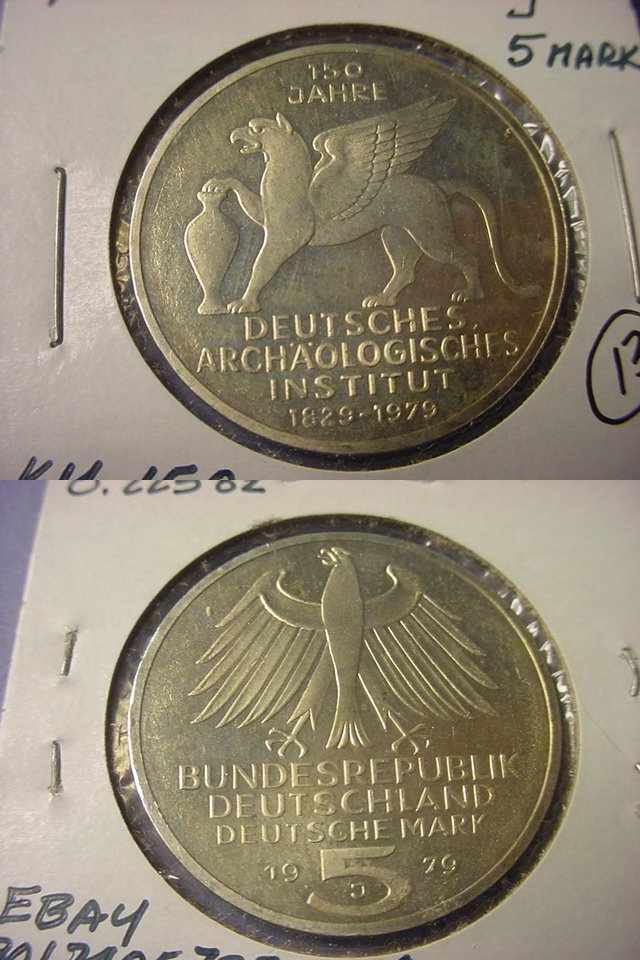 J
5 MARK
150
JAHRE
DEUTSCHES
ARCHÄOLOGISCHES
INSTITUT
1829-1979
BUNDESREPUBLIK
DEUTSCHLAND
DEUTSCHE MARK
19 5 79
J
EBAY